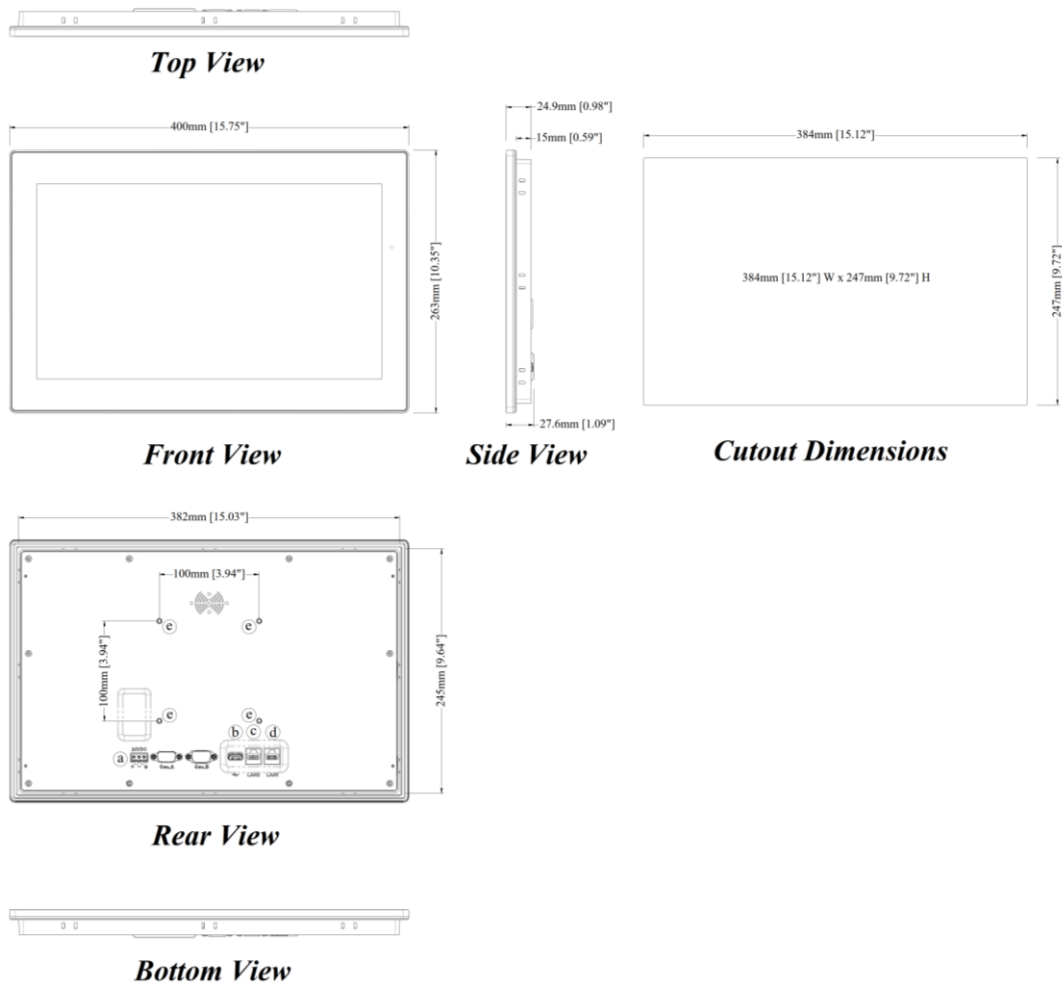 Top View
400mm [15.75"]
263mm [10.35"]
Front View
24.9mm [0.98"]
15mm [0.59"]
27.6mm [1.09"]
Side View
384mm [15.12"]
384mm [15.12"] W x 247mm [9.72"] H
247mm [9.72"]
Cutout Dimensions
382mm [15.03"]
100mm [3.94"]
e
e
100mm [3.94"]
245mm [9.64"]
e
e
b
c
d
a
Rear View
Bottom View